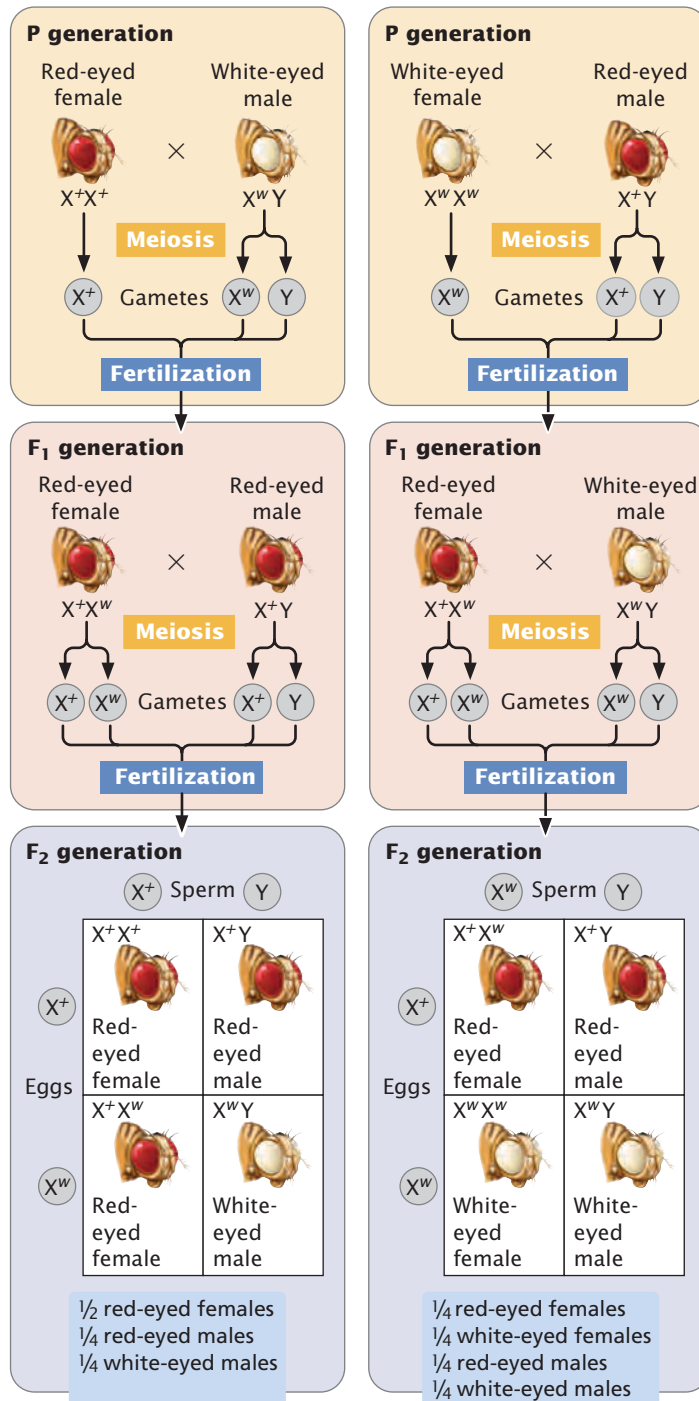 P generation
Red-eyed
female
White-eyed
male
×
X⁺X⁺
XʷY
Meiosis
X⁺
Gametes
Xʷ
Y
Fertilization
F₁ generation
Red-eyed
female
Red-eyed
male
×
X⁺Xʷ
X⁺Y
Meiosis
X⁺
Xʷ
Gametes
X⁺
Y
Fertilization
F₂ generation
X⁺ Sperm Y
X⁺X⁺
Red-
eyed
female
X⁺Y
Red-
eyed
male
X⁺
Eggs
Xʷ
X⁺Xʷ
Red-
eyed
female
XʷY
White-
eyed
male
½ red-eyed females
¼ red-eyed males
¼ white-eyed males
P generation
White-eyed
female
Red-eyed
male
×
XʷXʷ
X⁺Y
Meiosis
Xʷ
Gametes
X⁺
Y
Fertilization
F₁ generation
Red-eyed
female
White-eyed
male
×
X⁺Xʷ
XʷY
Meiosis
X⁺
Xʷ
Gametes
Xʷ
Y
Fertilization
F₂ generation
Xʷ Sperm Y
X⁺Xʷ
Red-
eyed
female
X⁺Y
Red-
eyed
male
X⁺
Eggs
Xʷ
XʷXʷ
White-
eyed
female
XʷY
White-
eyed
male
¼ red-eyed females
¼ white-eyed females
¼ red-eyed males
¼ white-eyed males